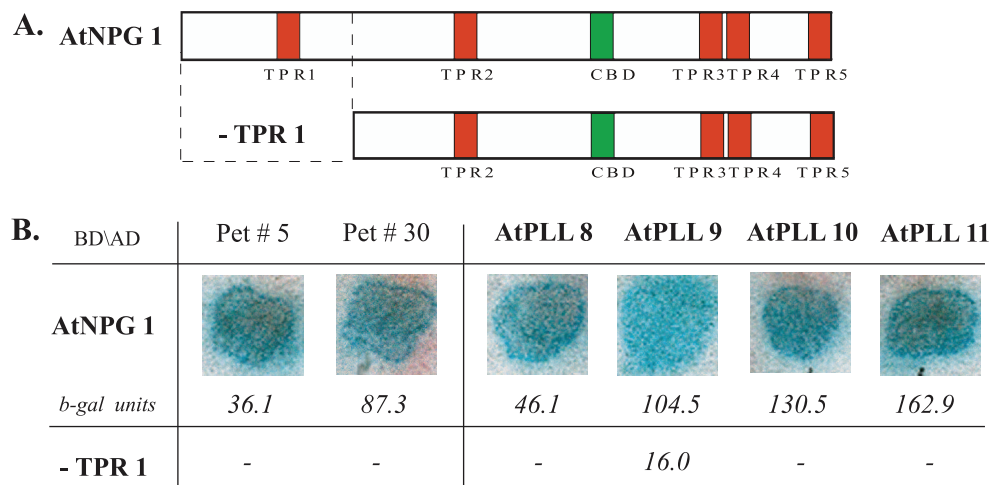 A.
AtNPG 1
TPR1 TPR2 CBD TPR3 TPR4 TPR5
- TPR 1
TPR2 CBD TPR3 TPR4 TPR5
B.
BD\AD Pet # 5 Pet # 30 AtPLL 8 AtPLL 9 AtPLL 10 AtPLL 11
AtNPG 1
b-gal units 36.1 87.3 46.1 104.5 130.5 162.9
- TPR 1 - - - 16.0 - -